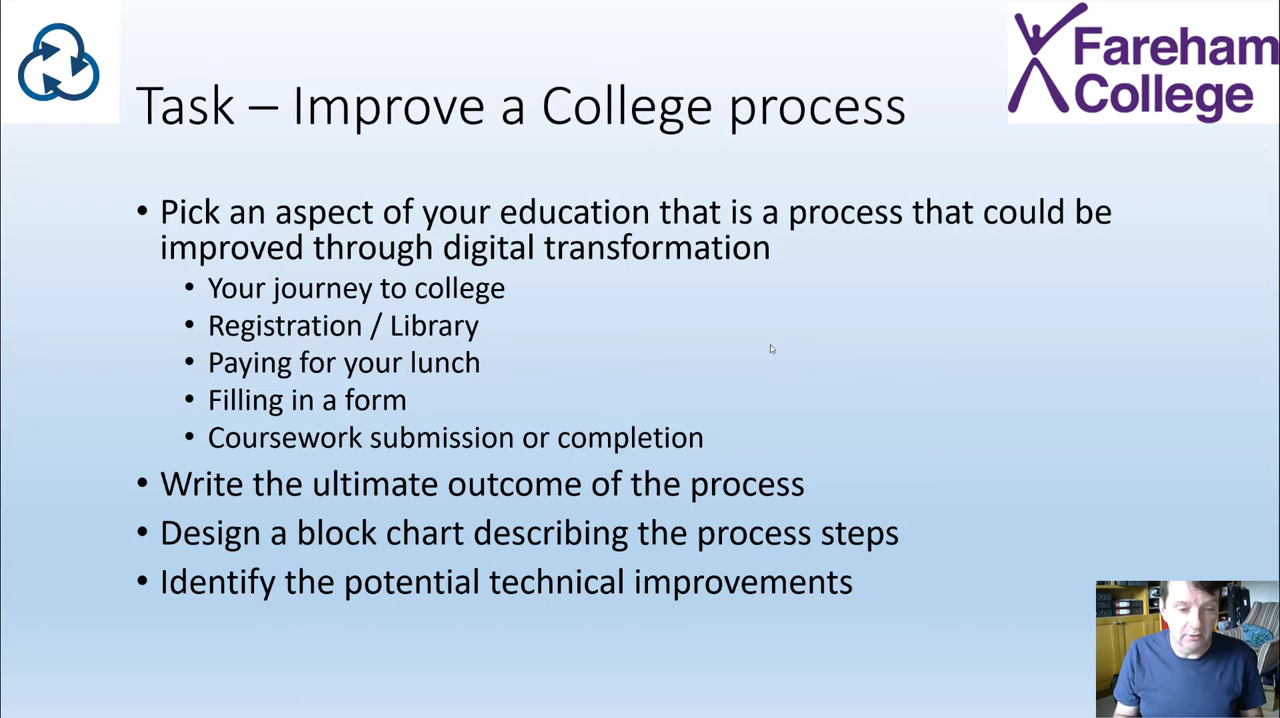 Fareham
College
Task – Improve a College process
• Pick an aspect of your education that is a process that could be
improved through digital transformation
• Your journey to college
• Registration / Library
• Paying for your lunch
• Filling in a form
• Coursework submission or completion
• Write the ultimate outcome of the process
• Design a block chart describing the process steps
• Identify the potential technical improvements